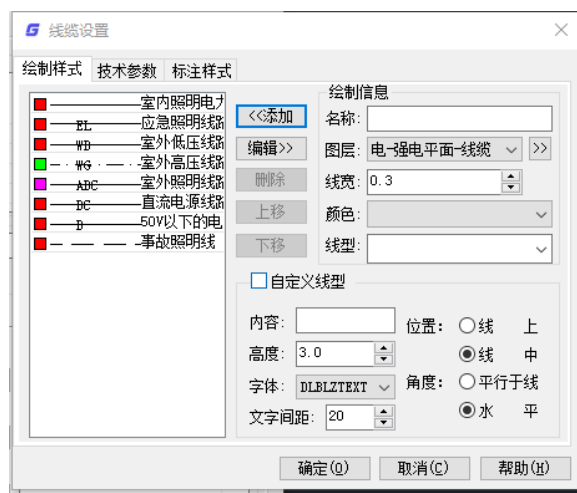 线缆设置
绘制样式 技术参数 标注样式
室内照明电力
EL 应急照明线路
WD 室外低压线路
WG 室外高压线路
ABC 室外照明线路
DC 直流电源线路
D 50V以下的电
事故照明线
<<添加
编辑>>
删除
上移
下移
绘制信息
名称:
图层: 电-强电平面-线缆 >>
线宽: 0.3
颜色:
线型:
自定义线型
内容:
高度: 3.0
字体: DLBLZTEXT
文字间距: 20
位置: 线 上
线 中
角度: 平行于线
水 平
确定(O) 取消(C) 帮助(H)